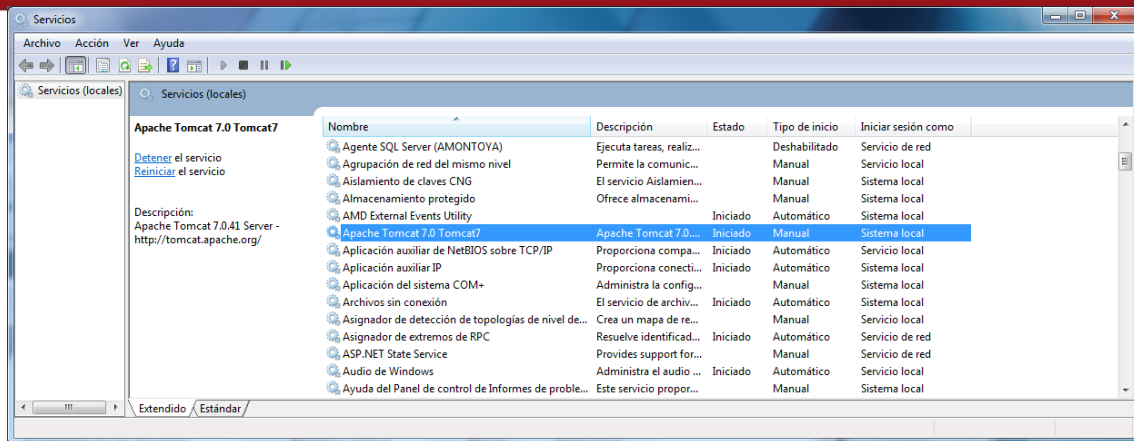 Servicios
Archivo Acción Ver Ayuda
Servicios (locales)
Servicios (locales)
Apache Tomcat 7.0 Tomcat7
Detener el servicio
Reiniciar el servicio
Descripción:
Apache Tomcat 7.0.41 Server -
http://tomcat.apache.org/
Nombre Descripción Estado Tipo de inicio Iniciar sesión como
Agente SQL Server (AMONTOYA) Ejecuta tareas, realiz... Deshabilitado Servicio de red
Agrupación de red del mismo nivel Permite la comunic... Manual Servicio local
Aislamiento de claves CNG El servicio Aislamien... Manual Sistema local
Almacenamiento protegido Ofrece almacenami... Manual Sistema local
AMD External Events Utility Iniciado Automático Sistema local
Apache Tomcat 7.0 Tomcat7 Apache Tomcat 7.0.... Iniciado Manual Sistema local
Aplicación auxiliar de NetBIOS sobre TCP/IP Proporciona compa... Iniciado Automático Servicio local
Aplicación auxiliar IP Proporciona conecti... Iniciado Automático Sistema local
Aplicación del sistema COM+ Administra la config... Manual Sistema local
Archivos sin conexión El servicio de archiv... Iniciado Automático Sistema local
Asignador de detección de topologías de nivel de... Crea un mapa de re... Manual Servicio local
Asignador de extremos de RPC Resuelve identificad... Iniciado Automático Servicio de red
ASP.NET State Service Provides support for... Manual Servicio de red
Audio de Windows Administra el audio ... Iniciado Automático Servicio local
Ayuda del Panel de control de Informes de proble... Este servicio propor... Manual Sistema local
Extendido Estándar